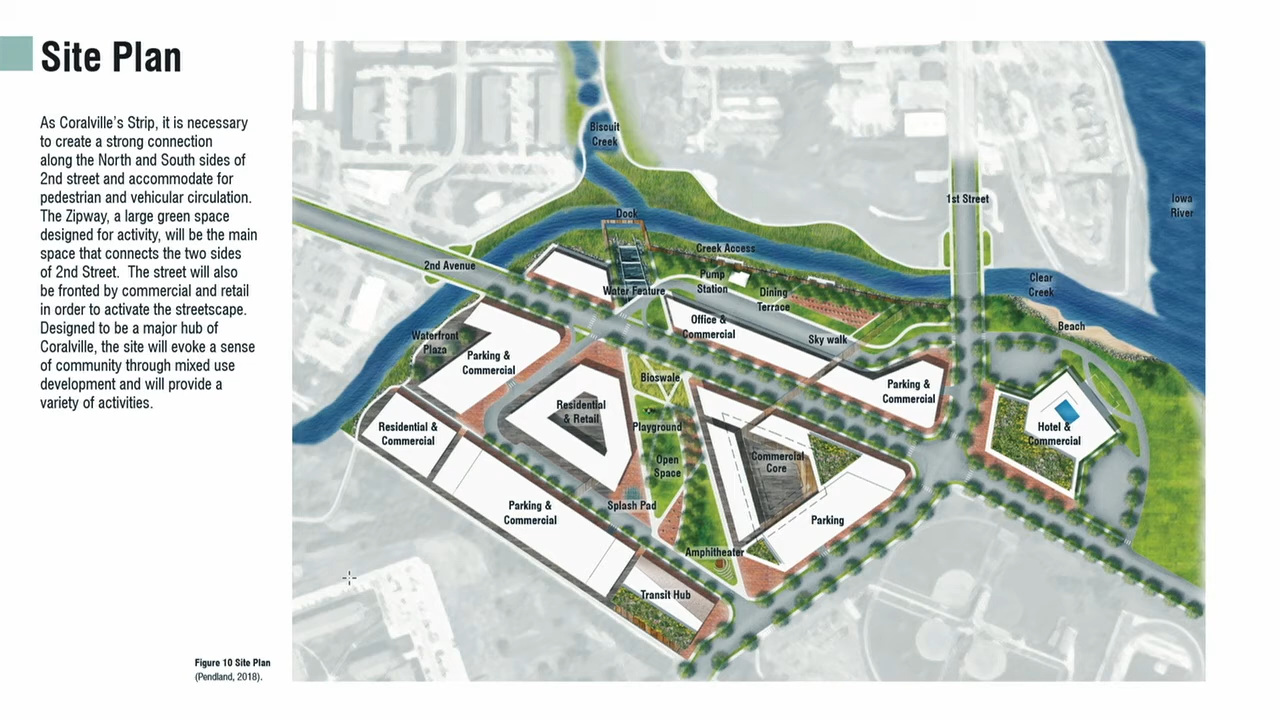 Site Plan
As Coralville's Strip, it is necessary
to create a strong connection
along the North and South sides of
2nd street and accommodate for
pedestrian and vehicular circulation.
The Zipway, a large green space
designed for activity, will be the main
space that connects the two sides
of 2nd Street.  The street will also
be fronted by commercial and retail
in order to activate the streetscape.
Designed to be a major hub of
Coralville, the site will evoke a sense
of community through mixed use
development and will provide a
variety of activities.
Figure 10 Site Plan
(Pendland, 2018).
Biscuit
Creek
Iowa
River
1st Street
Dock
Creek Access
2nd Avenue
Pump
Station
Clear
Creek
Water Feature
Dining
Terrace
Office &
Commercial
Beach
Waterfront
Plaza
Sky walk
Parking &
Commercial
Bioswale
Parking &
Commercial
Residential
& Retail
Residential &
Commercial
Playground
Hotel &
Commercial
Open
Space
Commercial
Core
Splash Pad
Parking &
Commercial
Parking
Amphitheater
Transit Hub